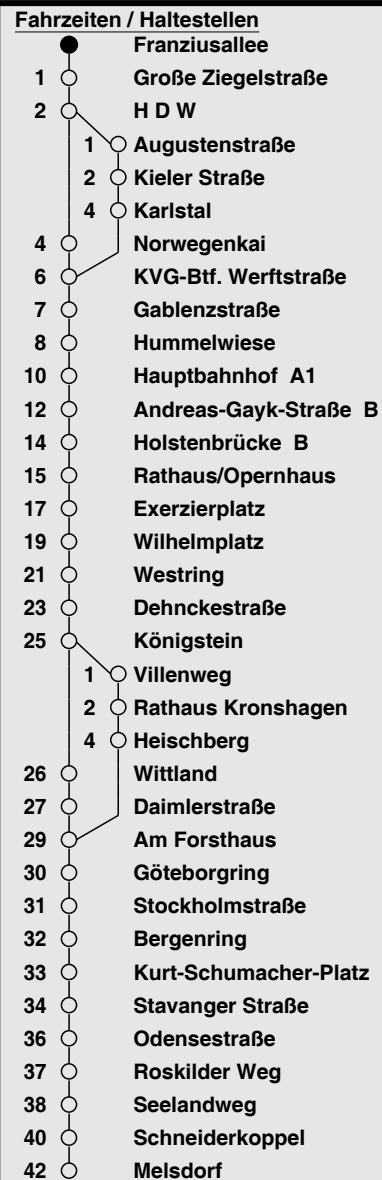 Fahrzeiten / Haltestellen
Franziusallee
1 Große Ziegelstraße
2 H D W
1 Augustenstraße
2 Kieler Straße
4 Karlstal
4 Norwegenkai
6 KVG-Btf. Werftstraße
7 Gablenzstraße
8 Hummelwiese
10 Hauptbahnhof A1
12 Andreas-Gayk-Straße B
14 Holstenbrücke B
15 Rathaus/Opernhaus
17 Exerzierplatz
19 Wilhelmplatz
21 Westring
23 Dehnckestraße
25 Königstein
1 Villenweg
2 Rathaus Kronshagen
4 Heischberg
26 Wittland
27 Daimlerstraße
29 Am Forsthaus
30 Göteborgring
31 Stockholmstraße
32 Bergenring
33 Kurt-Schumacher-Platz
34 Stavanger Straße
36 Odensestraße
37 Roskilder Weg
38 Seelandweg
40 Schneiderkoppel
42 Melsdorf